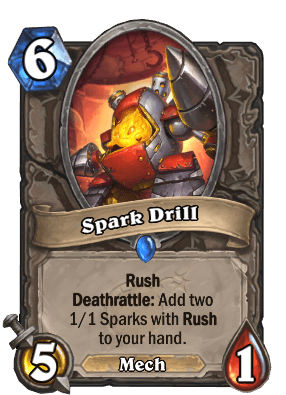 6
Spark Drill
Rush
Deathrattle: Add two
1/1 Sparks with Rush
to your hand.
5
Mech
1